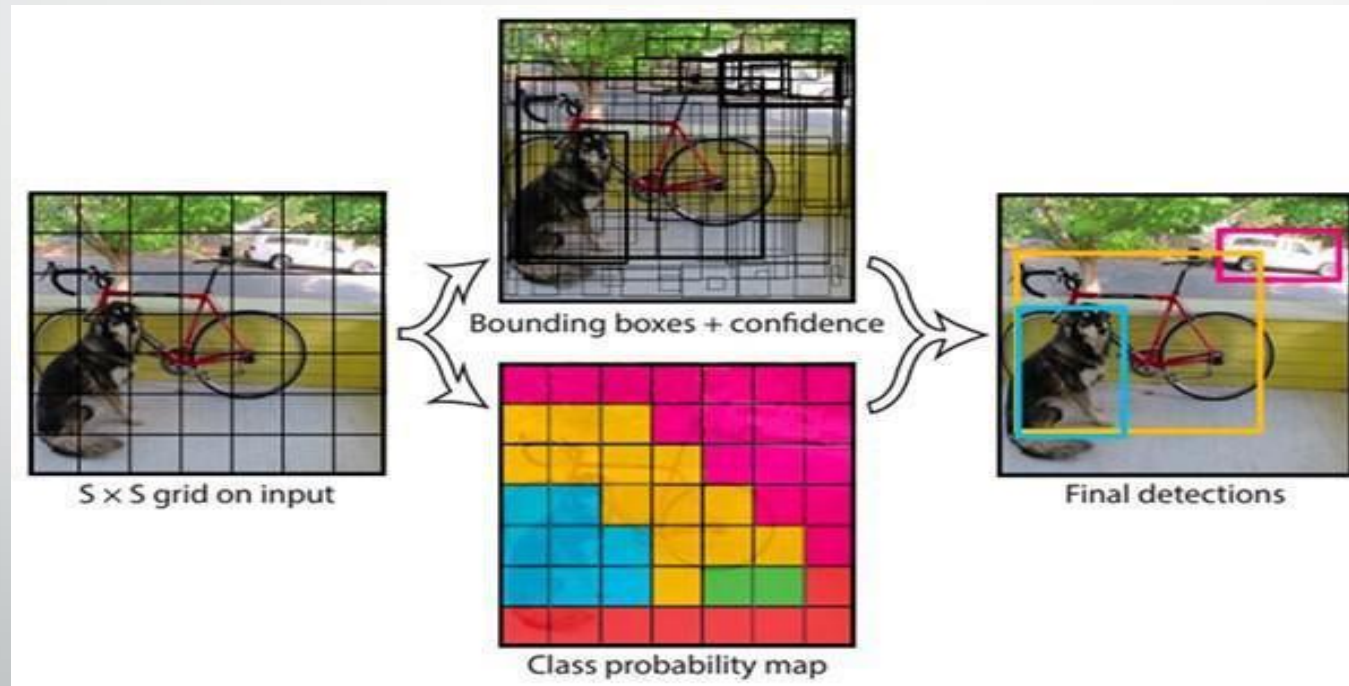 Bounding boxes + confidence
S × S grid on input
Final detections
Class probability map